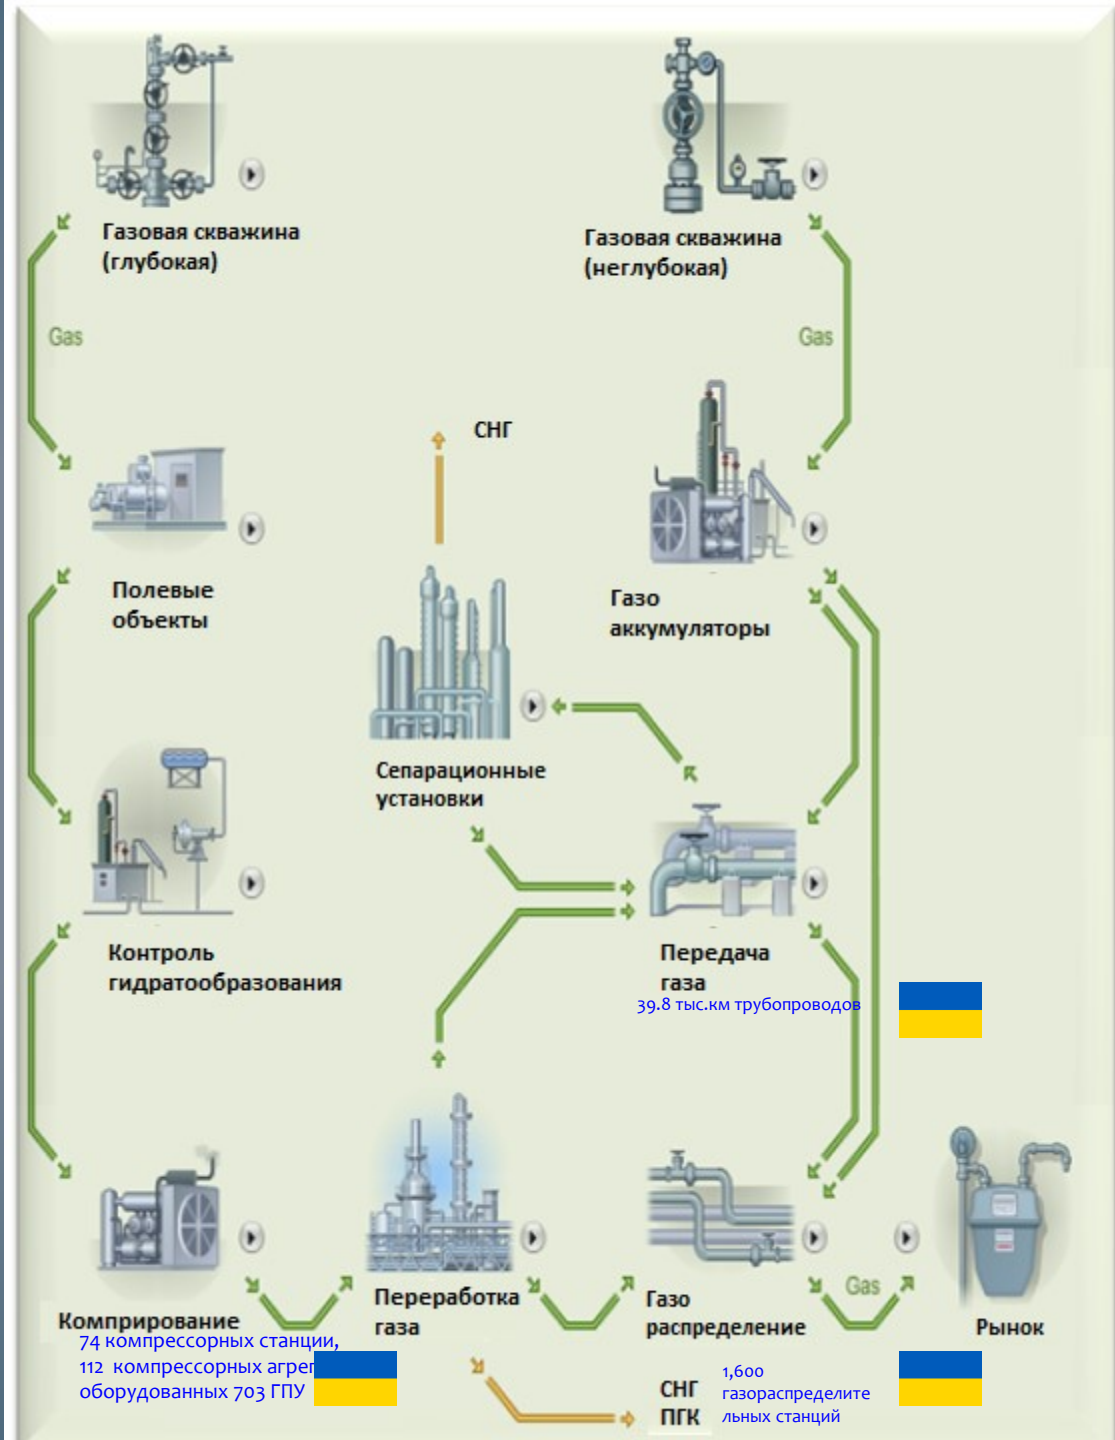 Газовая скважина
(глубокая)
Газовая скважина
(неглубокая)
Gas
Gas
СНГ
Полевые
объекты
Газо
аккумуляторы
Сепарационные
установки
Контроль
гидратообразования
Передача
газа
39.8 тыс.км трубопроводов
Комприрование
74 компрессорных станции,
112 компрессорных
оборудованных 703 ГПУ
Переработка
газа
Газо
распределение
Gas
Рынок
СНГ
ПГК
1,600
газораспределите
льных станций